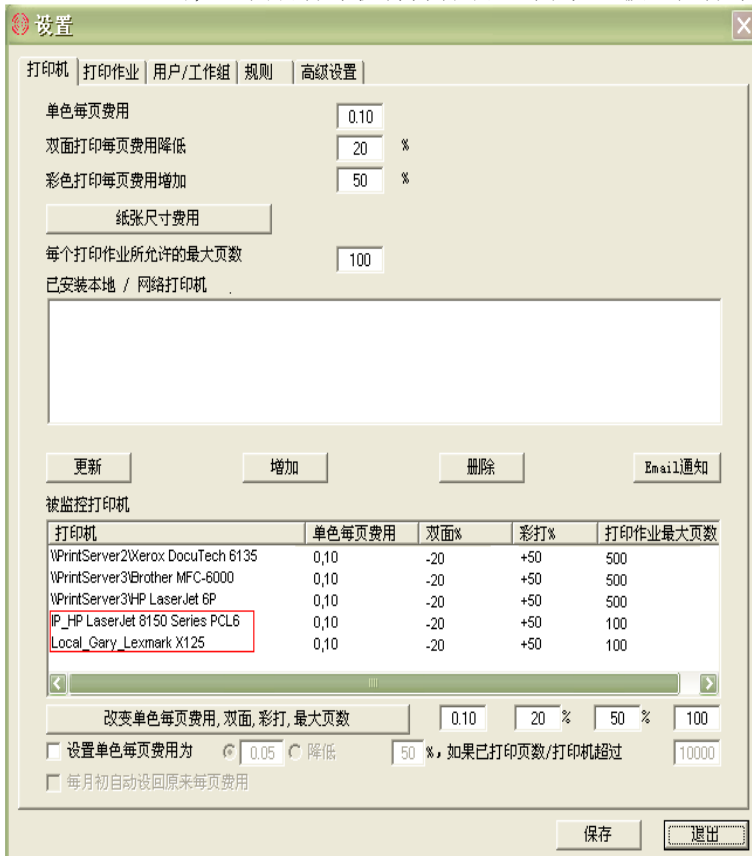 设置
打印机 打印作业 用户/工作组 规则 高级设置
单色每页费用 0.10
双面打印每页费用降低 20 %
彩色打印每页费用增加 50 %
纸张尺寸费用
每个打印作业所允许的最大页数 100
已安装本地 / 网络打印机
更新 增加 删除 Email通知
被监控打印机
打印机 单色每页费用 双面% 彩打% 打印作业最大页数
\\PrintServer2\Xerox DocuTech 6135 0,10 -20 +50 500
\\PrintServer3\Brother MFC-6000 0,10 -20 +50 500
\\PrintServer3\HP LaserJet 6P 0,10 -20 +50 500
IP_HP LaserJet 8150 Series PCL6 0,10 -20 +50 100
Local_Gary_Lexmark X125 0,10 -20 +50 100
改变单色每页费用,双面,彩打,最大页数 0.10 20 % 50 % 100
设置单色每页费用为 0.05 降低 50 %,如果已打印页数/打印机超过 10000
每月初自动设回原来每页费用
保存 退出